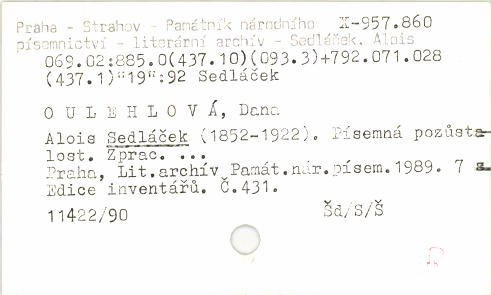 Praha - Strahov - Památník národního X-957.860
písemnictví - literární archív - Sedláček, Alois
069.02:885.0(437.10)(093.3)+792.071.028
(437.1)"19":92 Sedláček
O U L E H L O V Á, Dana
Alois Sedláček (1852-1922). Písemná pozůsta-
lost. Zprac. ...
Praha, Lit.archív Památ.nár.písem.1989. 7 s.
Edice inventářů. Č.431.
11422/90 Šd/S/Š